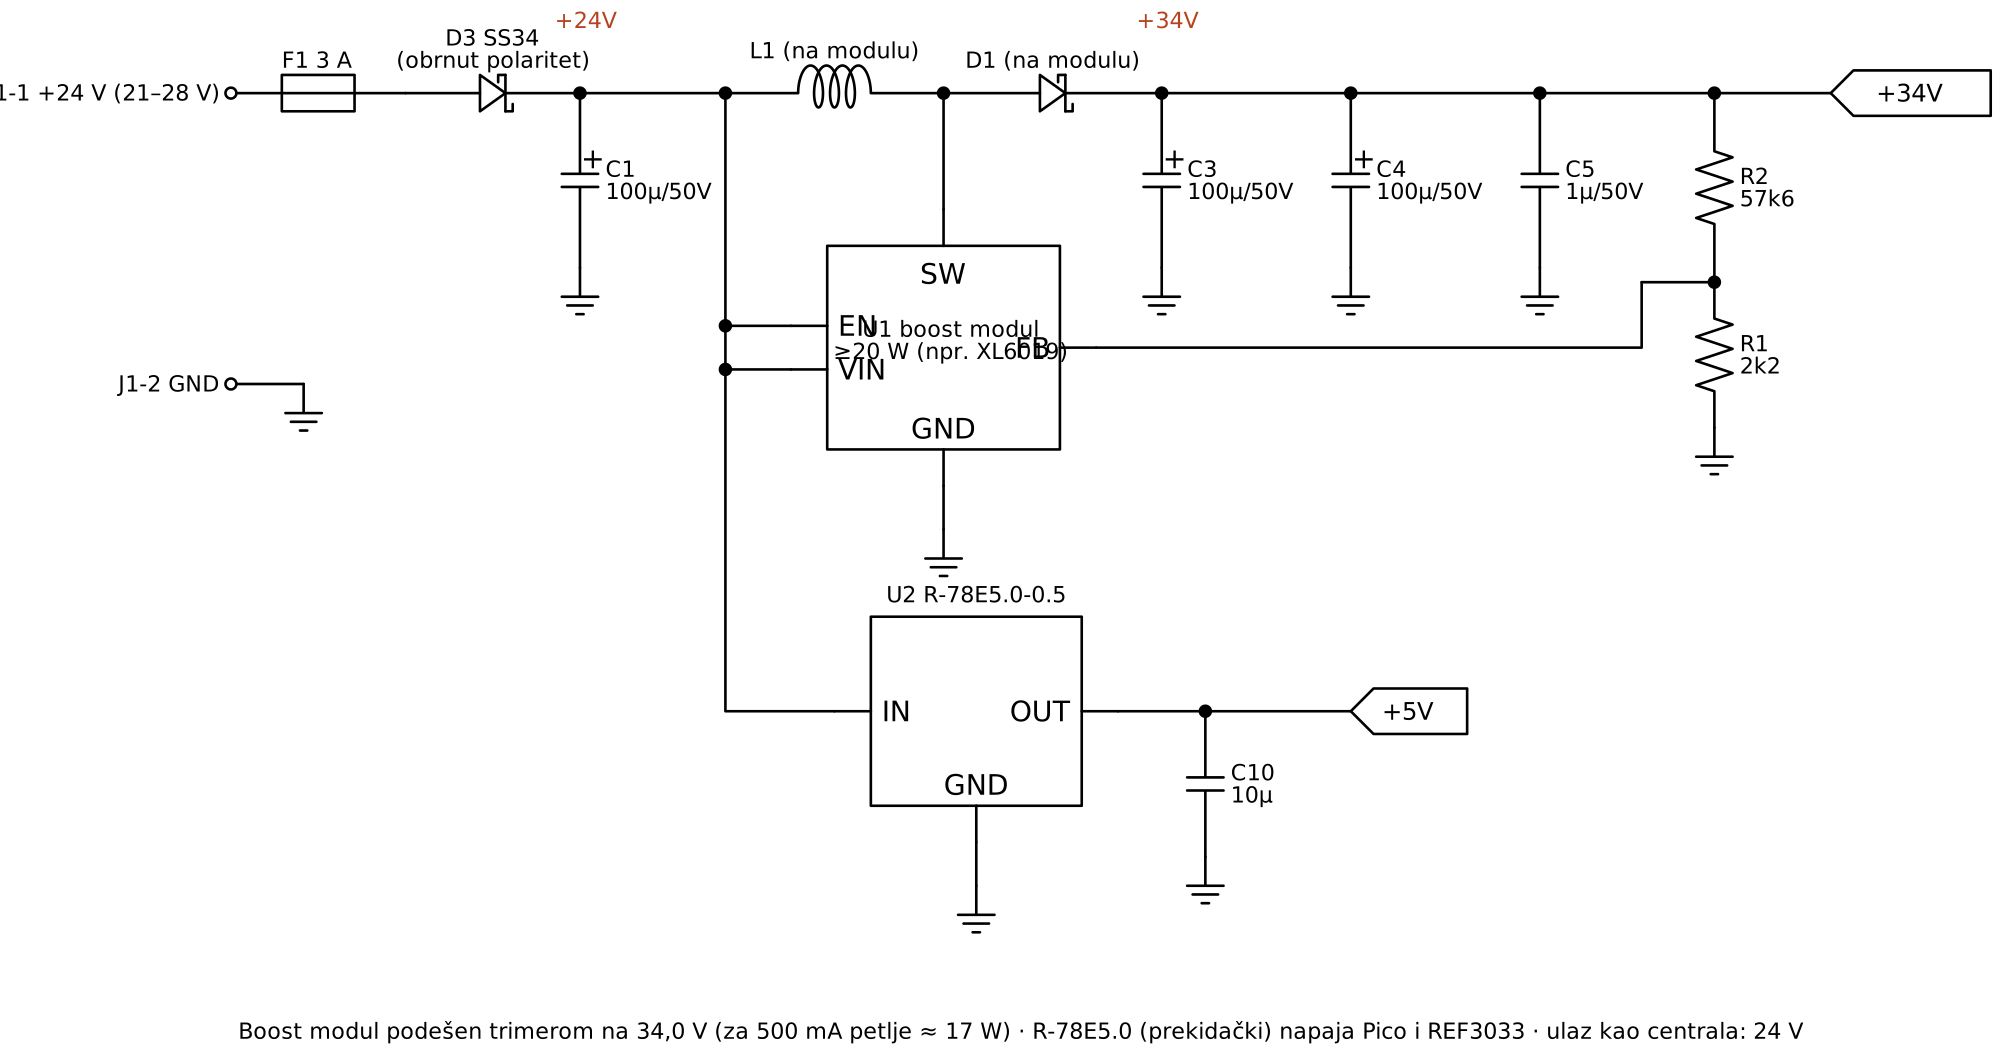 +24V
+34V
D3 SS34
(obrnut polaritet)
F1 3 A
L1 (na modulu)
D1 (na modulu)
1-1 +24 V (21–28 V)
+34V
C1
100µ/50V
C3
100µ/50V
C4
100µ/50V
C5
1µ/50V
R2
57k6
SW
EN
U1 boost modul
≥20 W (npr. XL6019)
FB
VIN
GND
R1
2k2
J1-2 GND
U2 R-78E5.0-0.5
IN
OUT
GND
+5V
C10
10µ
Boost modul podešen trimerom na 34,0 V (za 500 mA petlje ≈ 17 W) · R-78E5.0 (prekidački) napaja Pico i REF3033 · ulaz kao centrala: 24 V